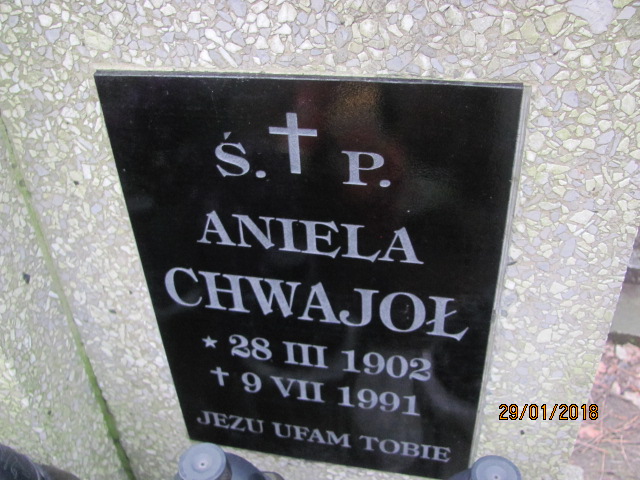 Ś. P.
ANIELA
CHWAJOŁ
* 28 III 1902
† 9 VII 1991
JEZU UFAM TOBIE
29/01/2018